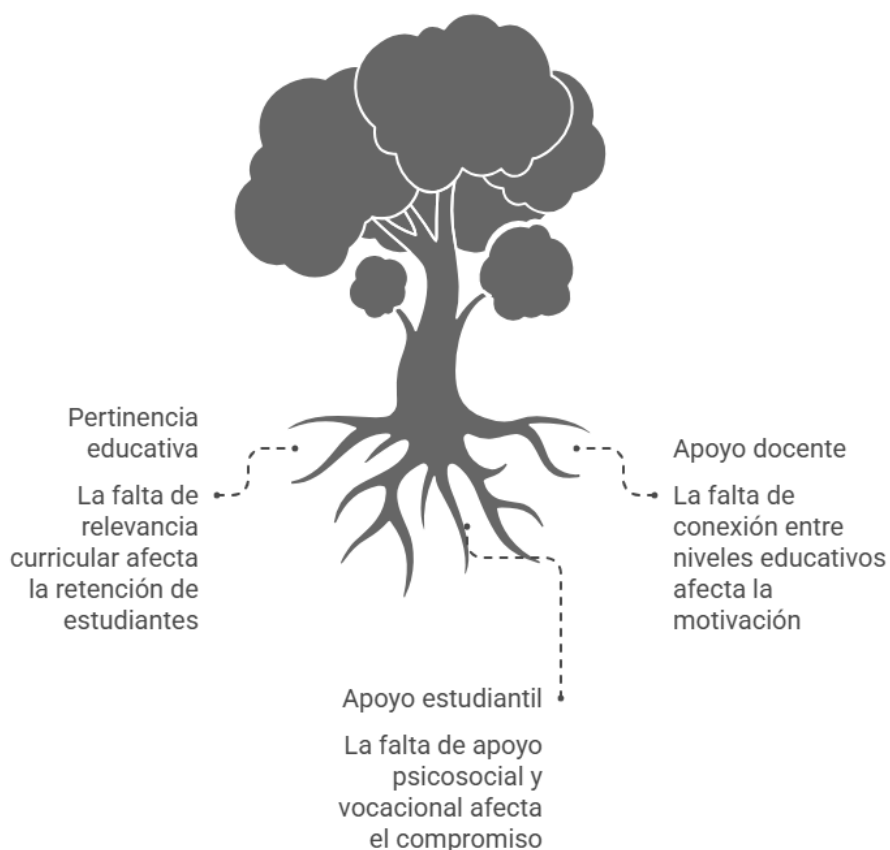 Pertinencia
educativa
La falta de
relevancia
curricular afecta
la retención de
estudiantes
Apoyo docente
La falta de
conexión entre
niveles educativos
afecta la
motivación
Apoyo estudiantil
La falta de apoyo
psicosocial y
vocacional afecta
el compromiso